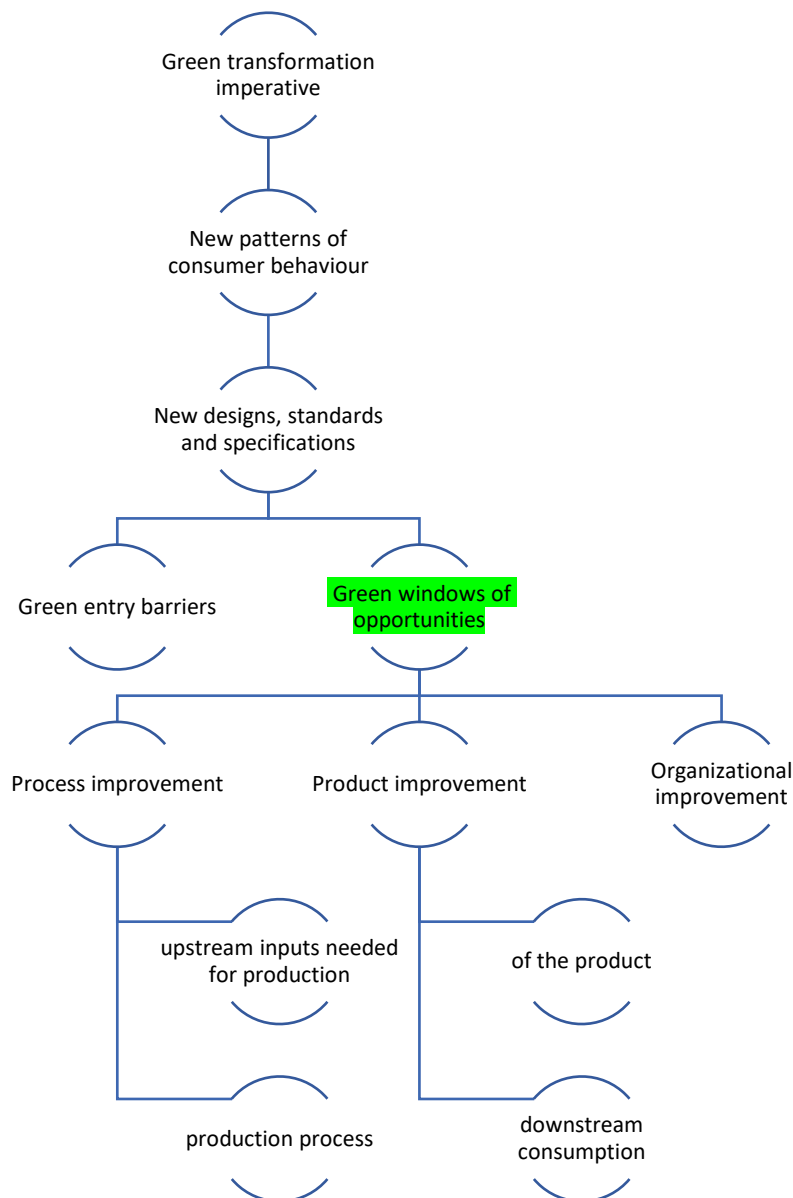 Green transformation
imperative
New patterns of
consumer behaviour
New designs, standards
and specifications
Green entry barriers
Green windows of
opportunities
Process improvement
Product improvement
Organizational
improvement
upstream inputs needed
for production
of the product
production process
downstream
consumption